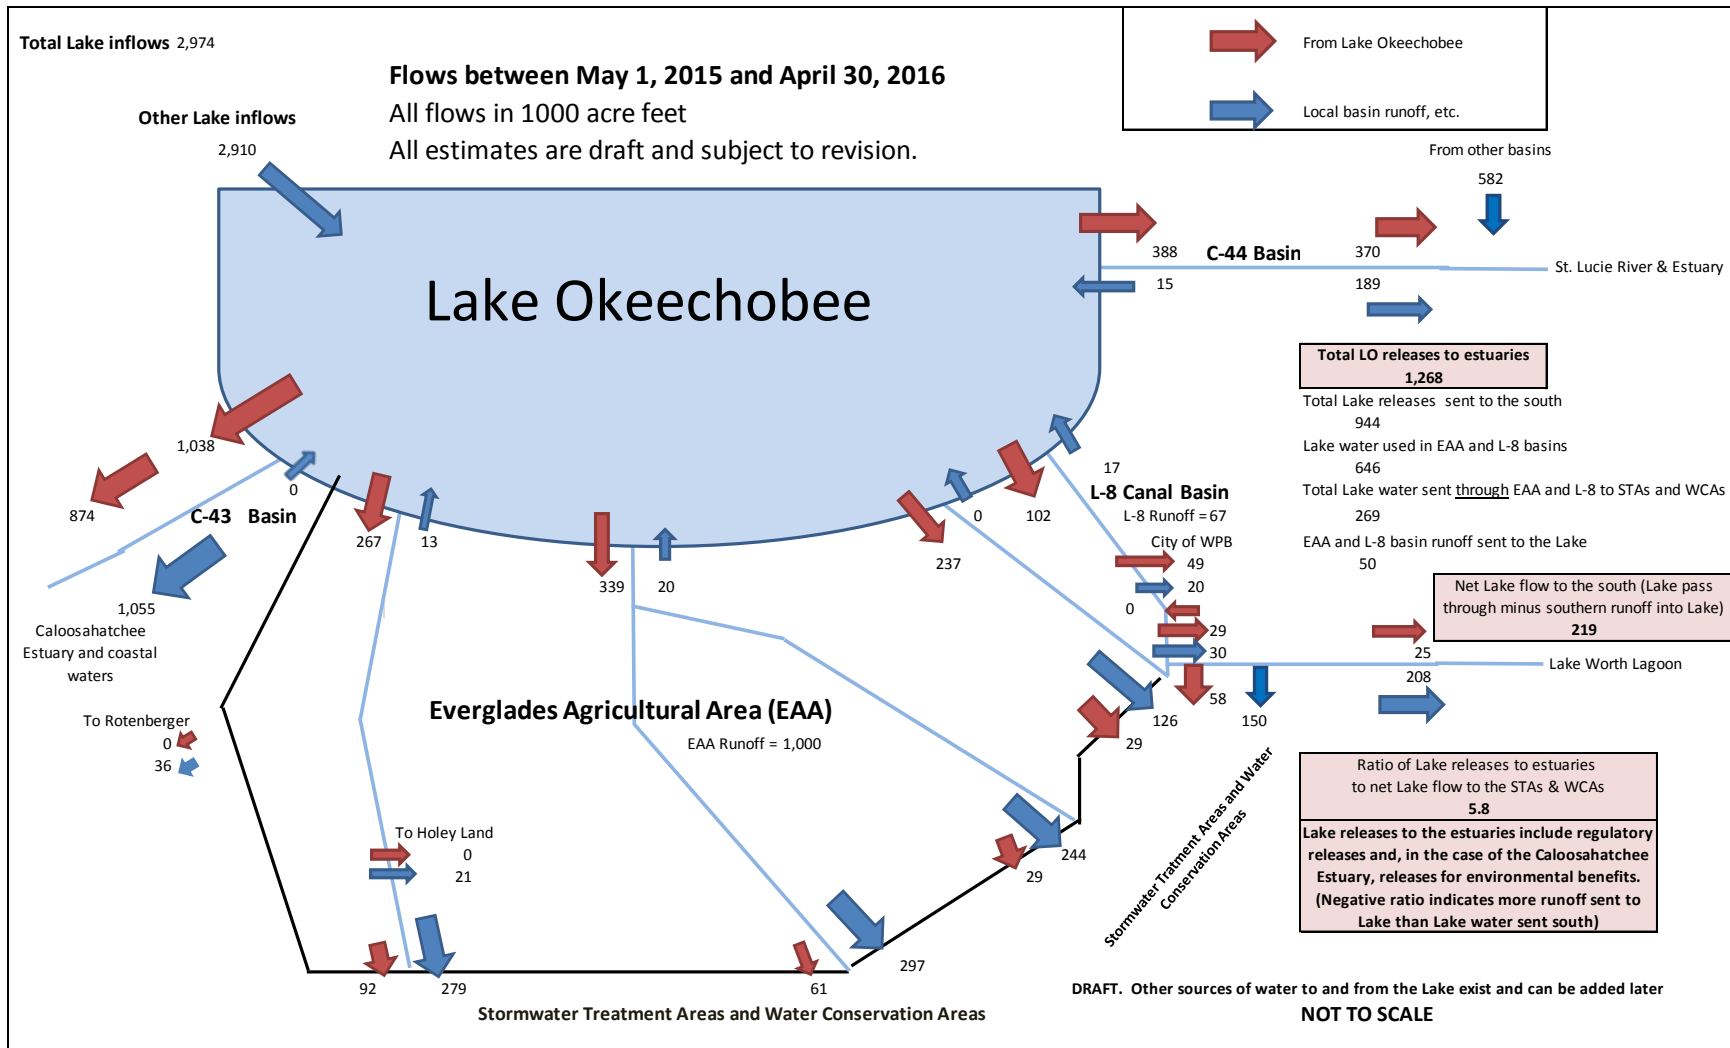 Total Lake inflows 2,974
Flows between May 1, 2015 and April 30, 2016
All flows in 1000 acre feet
All estimates are draft and subject to revision.
From Lake Okeechobee
Local basin runoff, etc.
Other Lake inflows
2,910
From other basins
582
Lake Okeechobee
388
C-44 Basin
370
15
189
St. Lucie River & Estuary
Total LO releases to estuaries
1,268
Total Lake releases sent to the south
944
Lake water used in EAA and L-8 basins
646
Total Lake water sent through EAA and L-8 to STAs and WCAs
269
EAA and L-8 basin runoff sent to the Lake
50
Net Lake flow to the south (Lake pass
through minus southern runoff into Lake)
219
1,038
0
874
C-43 Basin
1,055
Caloosahatchee
Estuary and coastal
waters
267
13
339
20
237
0
102
17
L-8 Canal Basin
L-8 Runoff = 67
City of WPB
49
20
0
29
30
25
208
Lake Worth Lagoon
58
150
126
29
To Rotenberger
0
36
Everglades Agricultural Area (EAA)
EAA Runoff = 1,000
To Holey Land
0
21
244
29
297
61
92
279
Stormwater Tratment Areas and Water
Conservation Areas
Ratio of Lake releases to estuaries
to net Lake flow to the STAs & WCAs
5.8
Lake releases to the estuaries include regulatory
releases and, in the case of the Caloosahatchee
Estuary, releases for environmental benefits.
(Negative ratio indicates more runoff sent to
Lake than Lake water sent south)
Stormwater Treatment Areas and Water Conservation Areas
DRAFT. Other sources of water to and from the Lake exist and can be added later
NOT TO SCALE